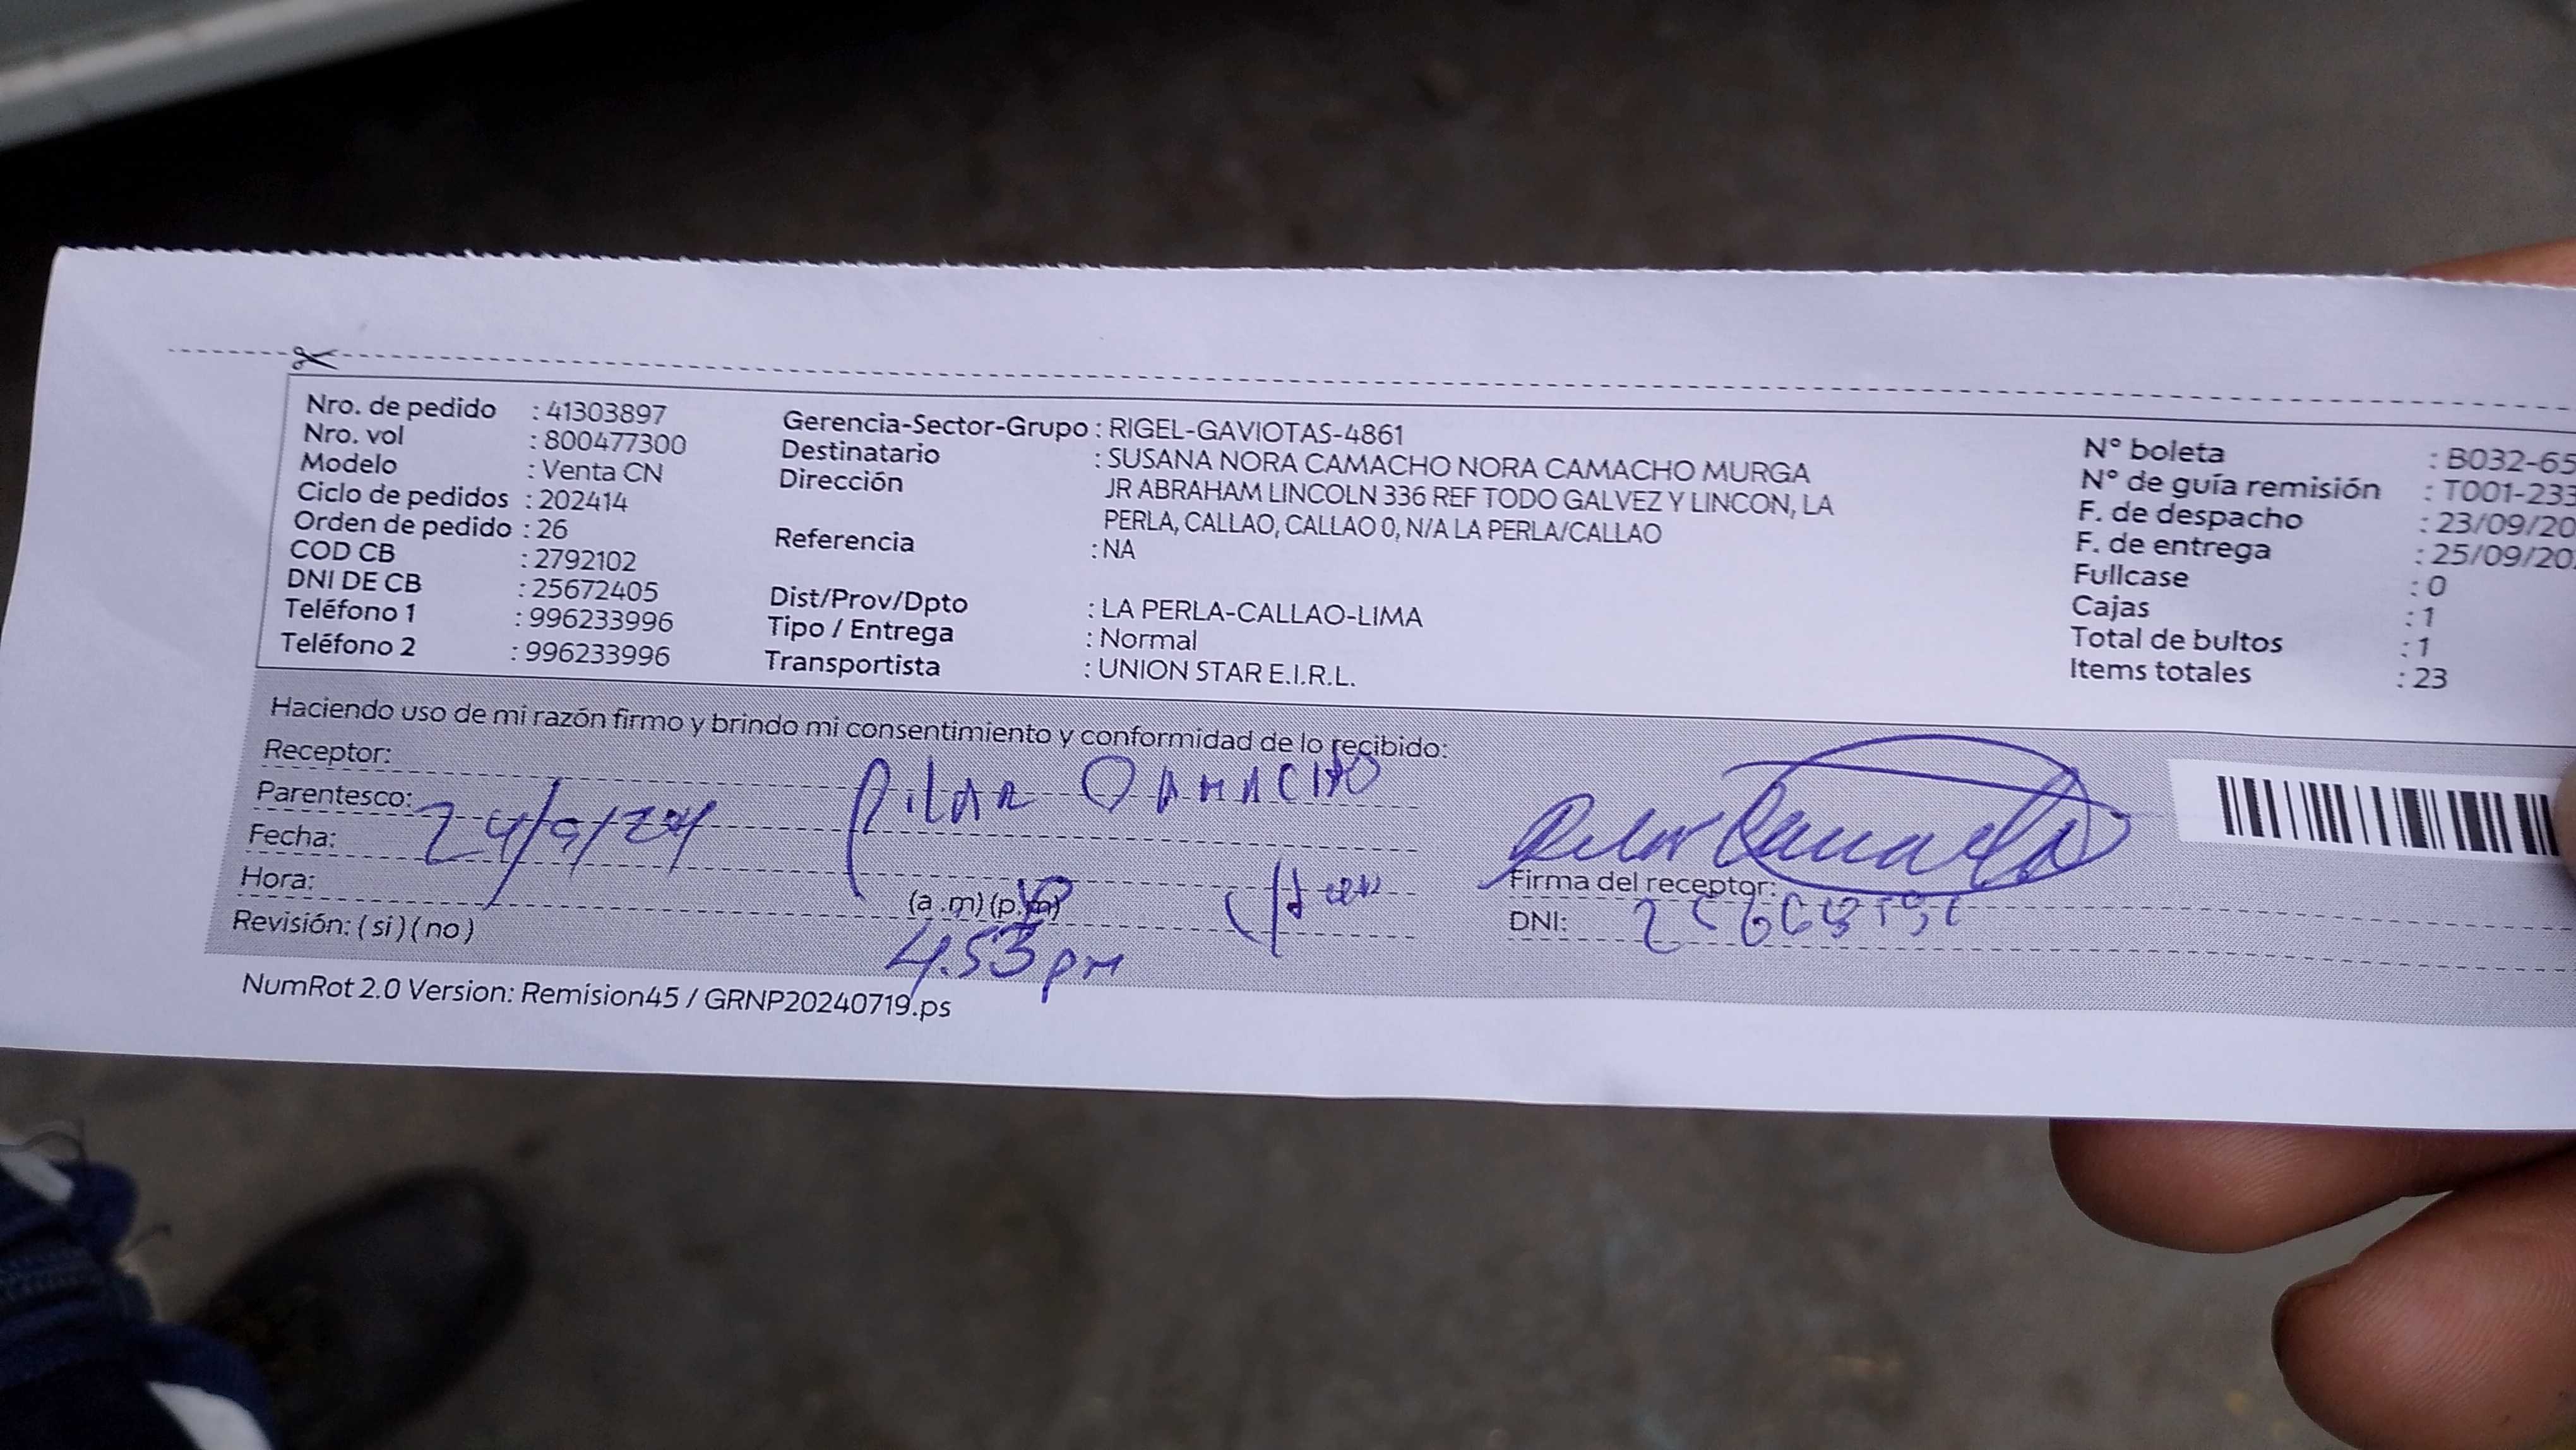 Nro. de pedido : 41303897
Nro. vol : 800477300
Modelo : Venta CN
Ciclo de pedidos : 202414
Orden de pedido : 26
COD CB : 2792102
DNI DE CB : 25672405
Teléfono 1 : 996233996
Teléfono 2 : 996233996
Gerencia-Sector-Grupo : RIGEL-GAVIOTAS-4861
Destinatario : SUSANA NORA CAMACHO NORA CAMACHO MURGA
Dirección JR ABRAHAM LINCOLN 336 REF TODO GALVEZ Y LINCON, LA
PERLA, CALLAO, CALLAO 0, N/A LA PERLA/CALLAO
Referencia : NA
Dist/Prov/Dpto : LA PERLA-CALLAO-LIMA
Tipo / Entrega : Normal
Transportista : UNION STAR E.I.R.L.
N° boleta : B032-65
N° de guía remisión : T001-233
F. de despacho : 23/09/20
F. de entrega : 25/09/20
Fullcase : 0
Cajas : 1
Total de bultos : 1
Items totales : 23
Haciendo uso de mi razón firmo y brindo mi consentimiento y conformidad de lo recibido:
Receptor: Pilar CAMACHO
Parentesco:
Fecha: 24/9/24
Hora: (a.m) (p.m)
4.53 pm
Revisión: ( si ) ( no )
Firma del receptor:
DNI:
NumRot 2.0 Version: Remision45 / GRNP20240719.ps